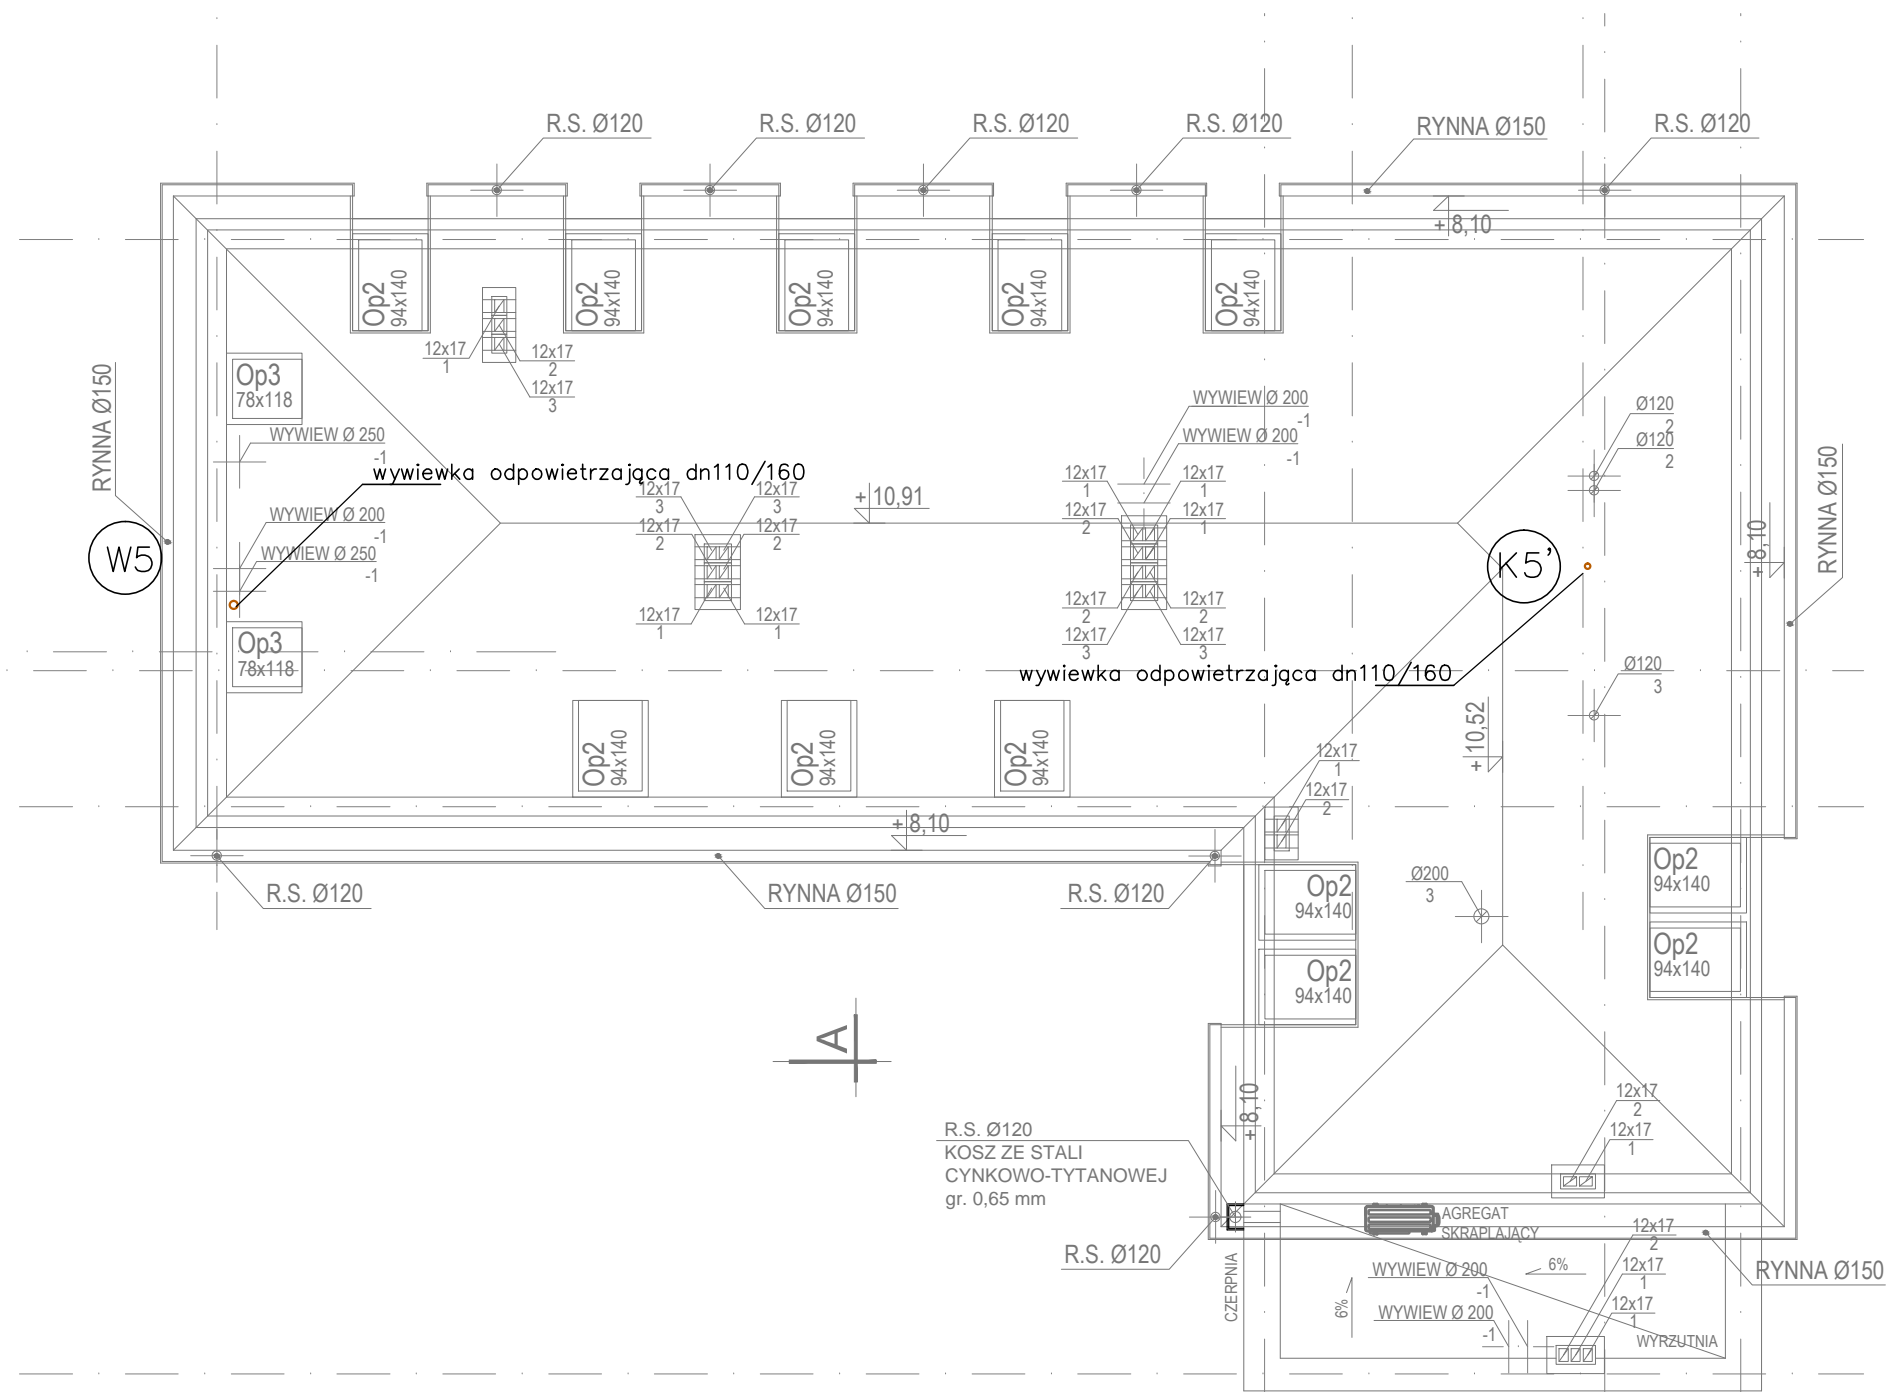 R.S. Ø120
R.S. Ø120
R.S. Ø120
R.S. Ø120
RYNNA Ø150
R.S. Ø120
+8,10
Op2
94x140
Op2
94x140
Op2
94x140
Op2
94x140
Op2
94x140
12x17
1
12x17
2
12x17
3
Op3
78x118
RYNNA Ø150
WYWIEW Ø 250
-1
wywiewka odpowietrzająca dn110/160
WYWIEW Ø 200
-1
WYWIEW Ø 250
-1
W5
Op3
78x118
12x17
3
12x17
3
12x17
2
12x17
2
12x17
1
12x17
1
+10,91
WYWIEW Ø 200
-1
WYWIEW Ø 200
-1
12x17
1
12x17
1
12x17
2
12x17
1
12x17
2
12x17
2
12x17
3
12x17
3
wywiewka odpowietrzająca dn110/160
K5'
Ø120
2
Ø120
2
Ø120
3
+8,10
RYNNA Ø150
+10,52
Op2
94x140
Op2
94x140
Op2
94x140
12x17
1
12x17
2
+8,10
R.S. Ø120
RYNNA Ø150
R.S. Ø120
Op2
94x140
Op2
94x140
Ø200
3
Op2
94x140
Op2
94x140
A
+8,10
R.S. Ø120
KOSZ ZE STALI
CYNKOWO-TYTANOWEJ
gr. 0,65 mm
R.S. Ø120
12x17
2
12x17
1
AGREGAT
SKRAPLAJĄCY
CZERPNIA
6%
6%
WYWIEW Ø 200
-1
WYWIEW Ø 200
-1
12x17
2
12x17
1
12x17
1
WYRZUTNIA
RYNNA Ø150